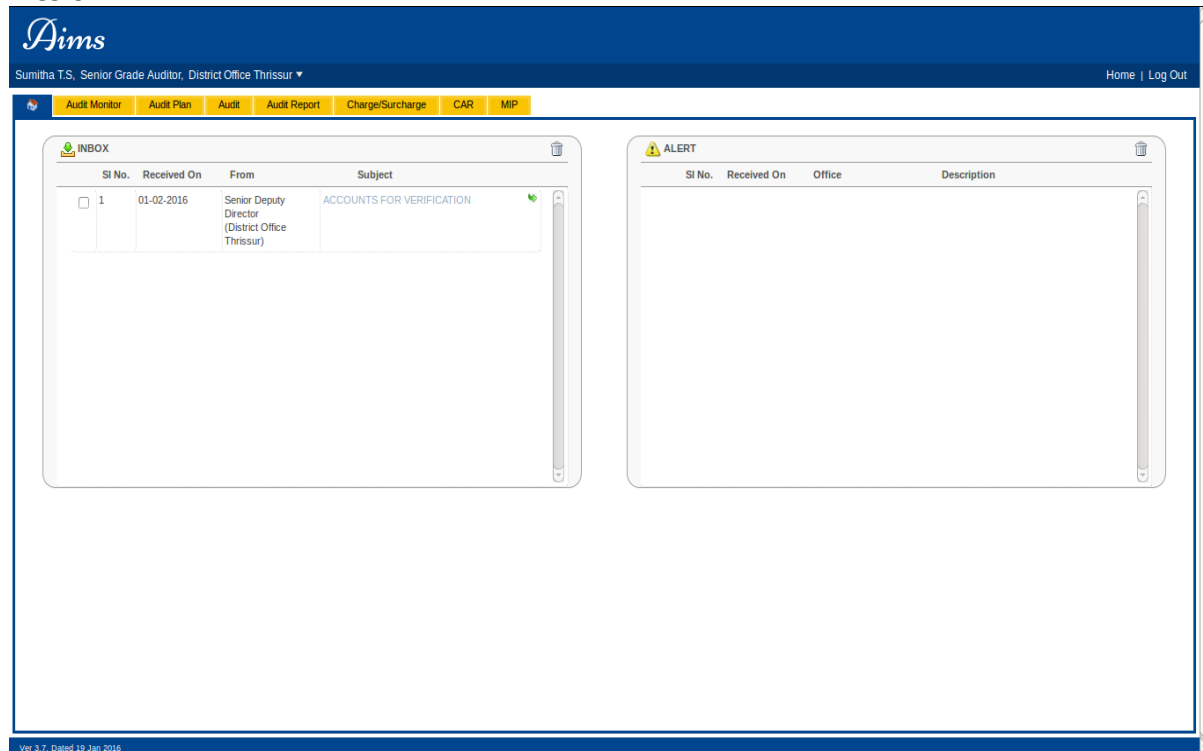 Aims
Sumitha T.S, Senior Grade Auditor, District Office Thrissur ▼ Home | Log Out
Audit Monitor Audit Plan Audit Audit Report Charge/Surcharge CAR MIP
INBOX
SI No. Received On From Subject
1 01-02-2016 Senior Deputy Director (District Office Thrissur) ACCOUNTS FOR VERIFICATION
ALERT
SI No. Received On Office Description
Ver 3.7, Dated 19 Jan 2016